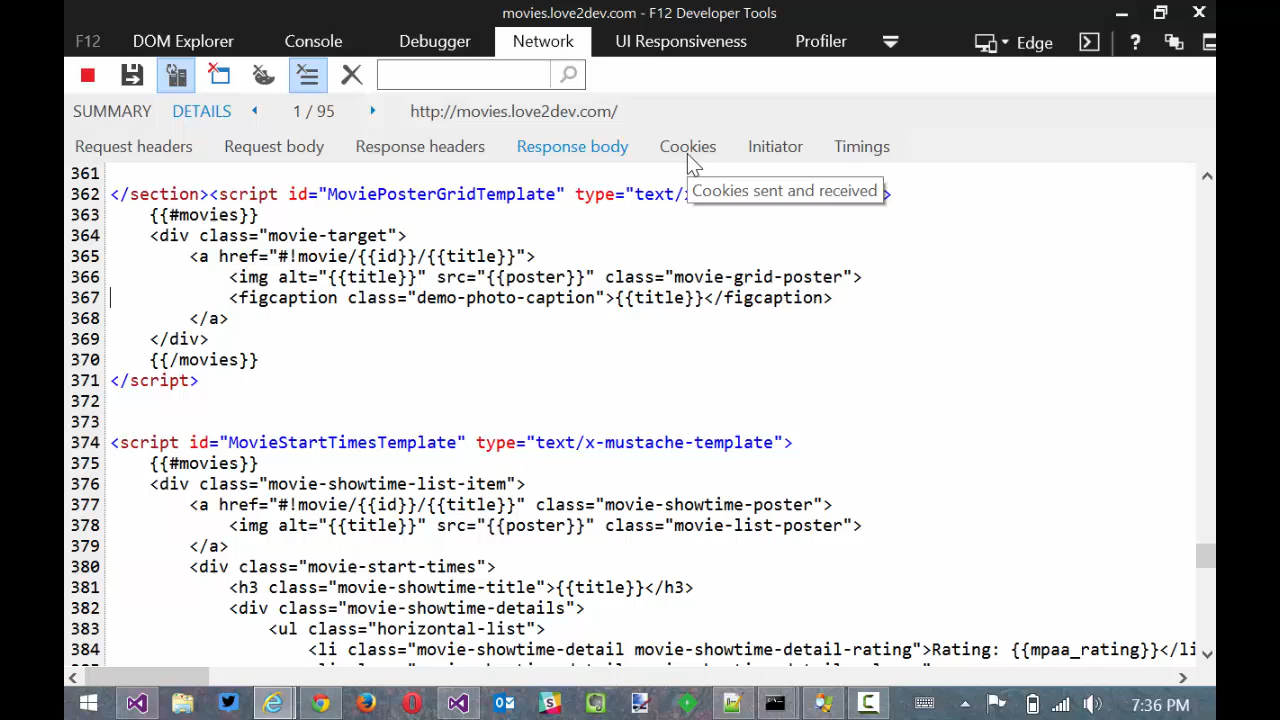 movies.love2dev.com - F12 Developer Tools
F12 DOM Explorer Console Debugger Network UI Responsiveness Profiler Edge ?
SUMMARY DETAILS 1 / 95 http://movies.love2dev.com/
Request headers Request body Response headers Response body Cookies Initiator Timings
Cookies sent and received
361
362 </section><script id="MoviePosterGridTemplate" type="text/x >
363 {{#movies}}
364 <div class="movie-target">
365 <a href="#!movie/{{id}}/{{title}}">
366 <img alt="{{title}}" src="{{poster}}" class="movie-grid-poster">
367 <figcaption class="demo-photo-caption">{{title}}</figcaption>
368 </a>
369 </div>
370 {{/movies}}
371 </script>
372
373
374 <script id="MovieStartTimesTemplate" type="text/x-mustache-template">
375 {{#movies}}
376 <div class="movie-showtime-list-item">
377 <a href="#!movie/{{id}}/{{title}}" class="movie-showtime-poster">
378 <img alt="{{title}}" src="{{poster}}" class="movie-list-poster">
379 </a>
380 <div class="movie-start-times">
381 <h3 class="movie-showtime-title">{{title}}</h3>
382 <div class="movie-showtime-details">
383 <ul class="horizontal-list">
384 <li class="movie-showtime-detail movie-showtime-detail-rating">Rating: {{mpaa_rating}}</li
7:36 PM